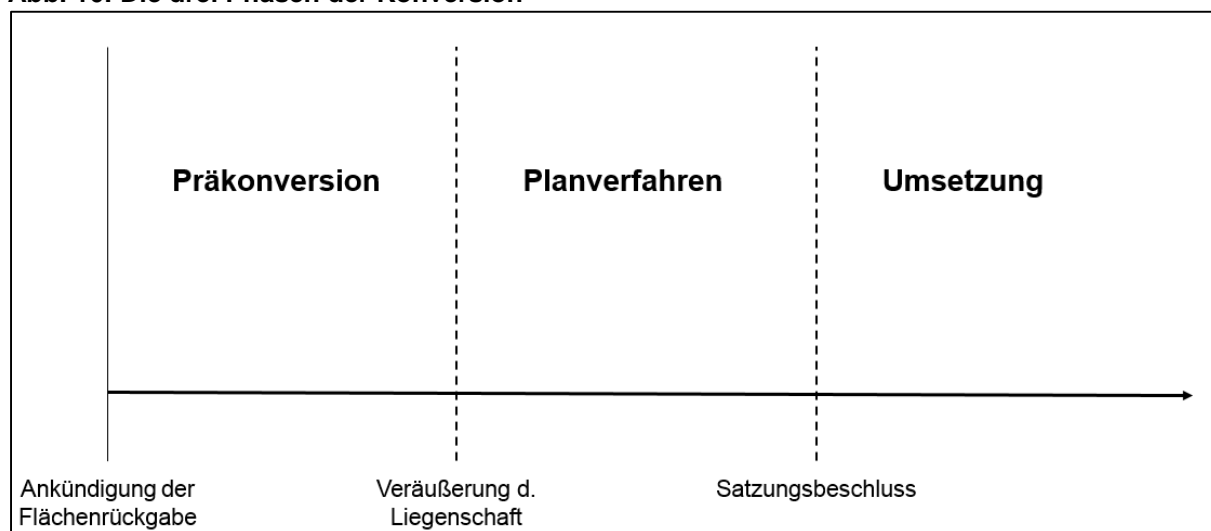 Präkonversion
Planverfahren
Umsetzung
Ankündigung der
Flächenrückgabe
Veräußerung d.
Liegenschaft
Satzungsbeschluss